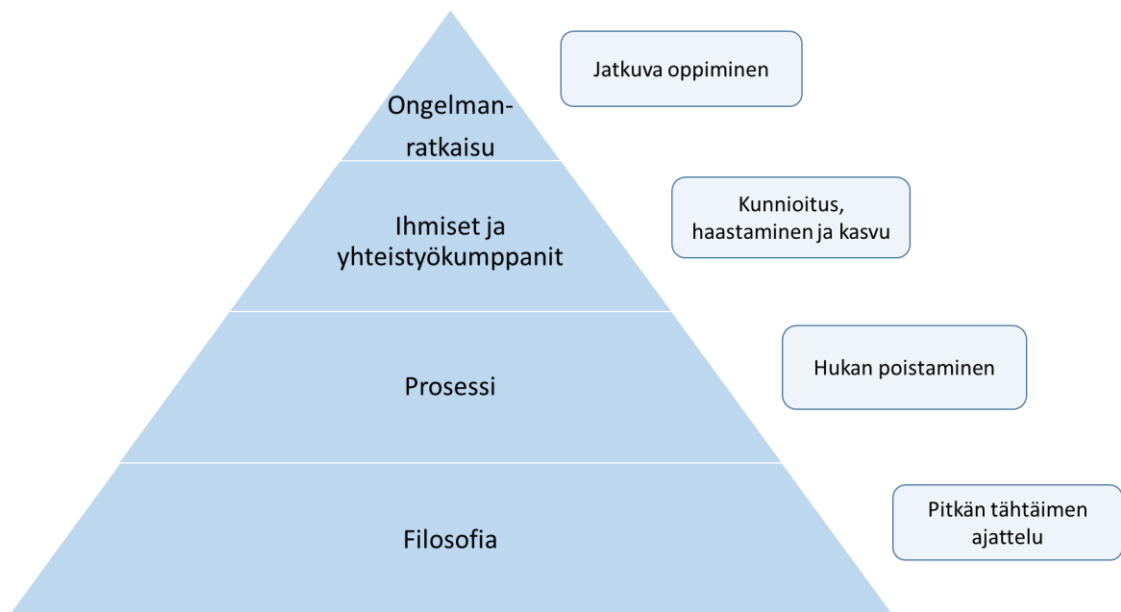 Jatkuva oppiminen
Ongelman-
ratkaisu
Kunnioitus,
haastaminen ja kasvu
Ihmiset ja
yhteistyökumppanit
Hukan poistaminen
Prosessi
Pitkän tähtäimen
ajattelu
Filosofia